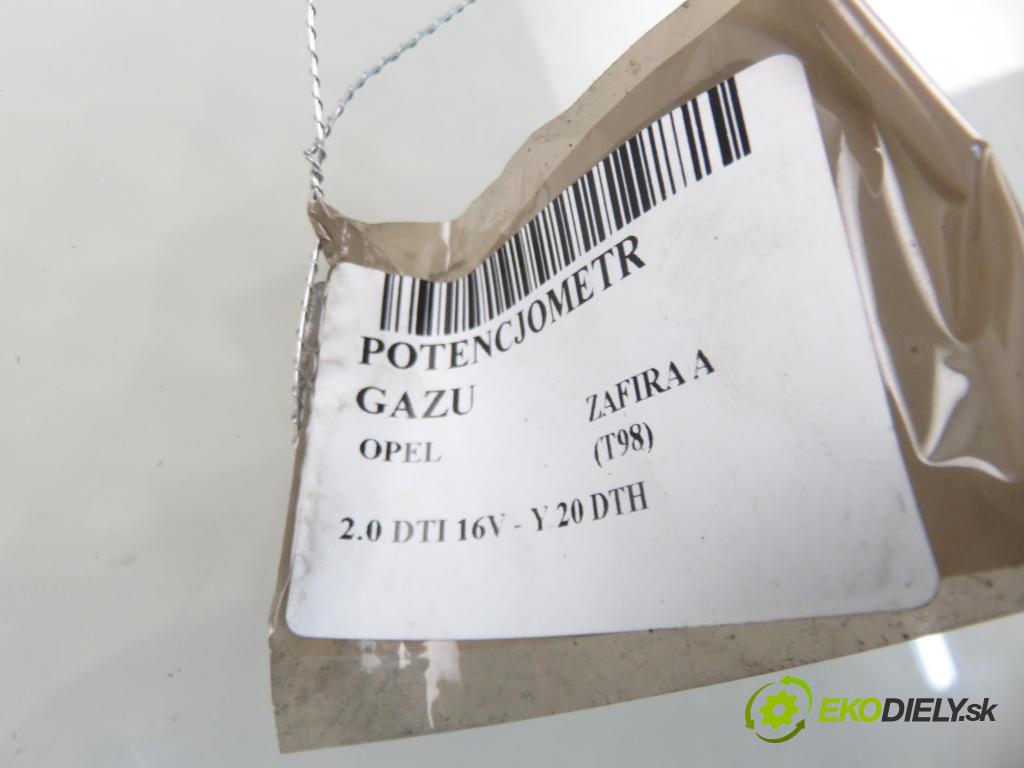 POTENCJOMETR
GAZU
OPEL
ZAFIRA A
(T98)
2.0 DTI 16V - Y 20 DTH
EKODIELY.sk